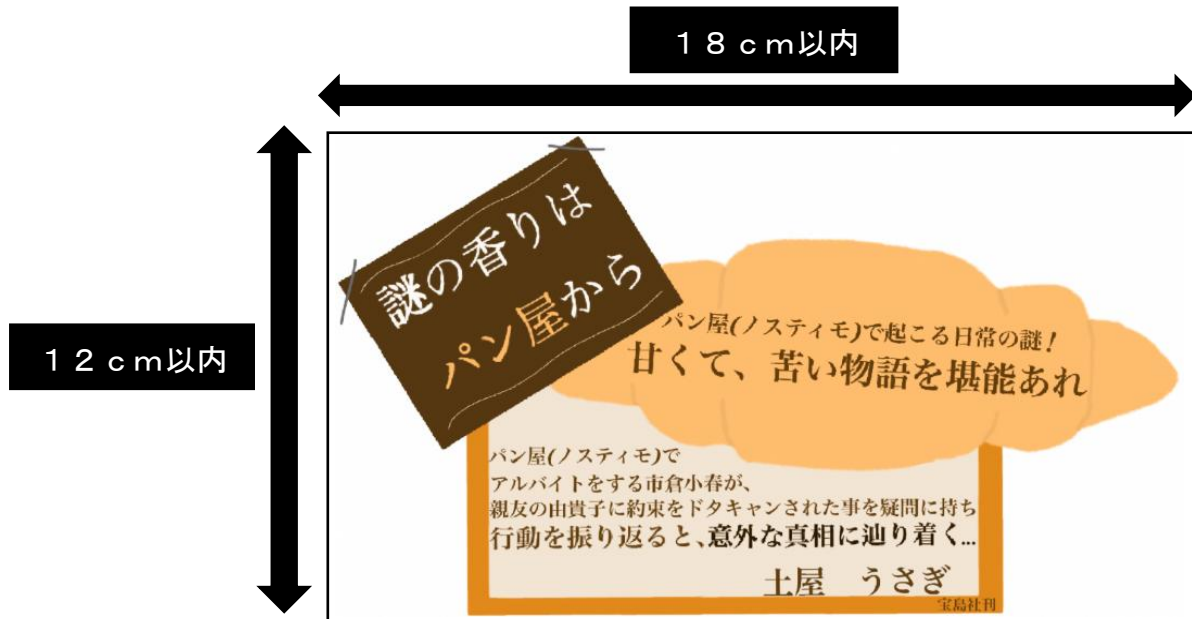 １８ｃｍ以内
１２ｃｍ以内
謎の香りは
パン屋から
パン屋(ノスティモ)で起こる日常の謎!
甘くて、苦い物語を堪能あれ
パン屋(ノスティモ)で
アルバイトをする市倉小春が、
親友の由貴子に約束をドタキャンされた事を疑問に持ち
行動を振り返ると、意外な真相に辿り着く...
土屋　うさぎ
宝島社刊